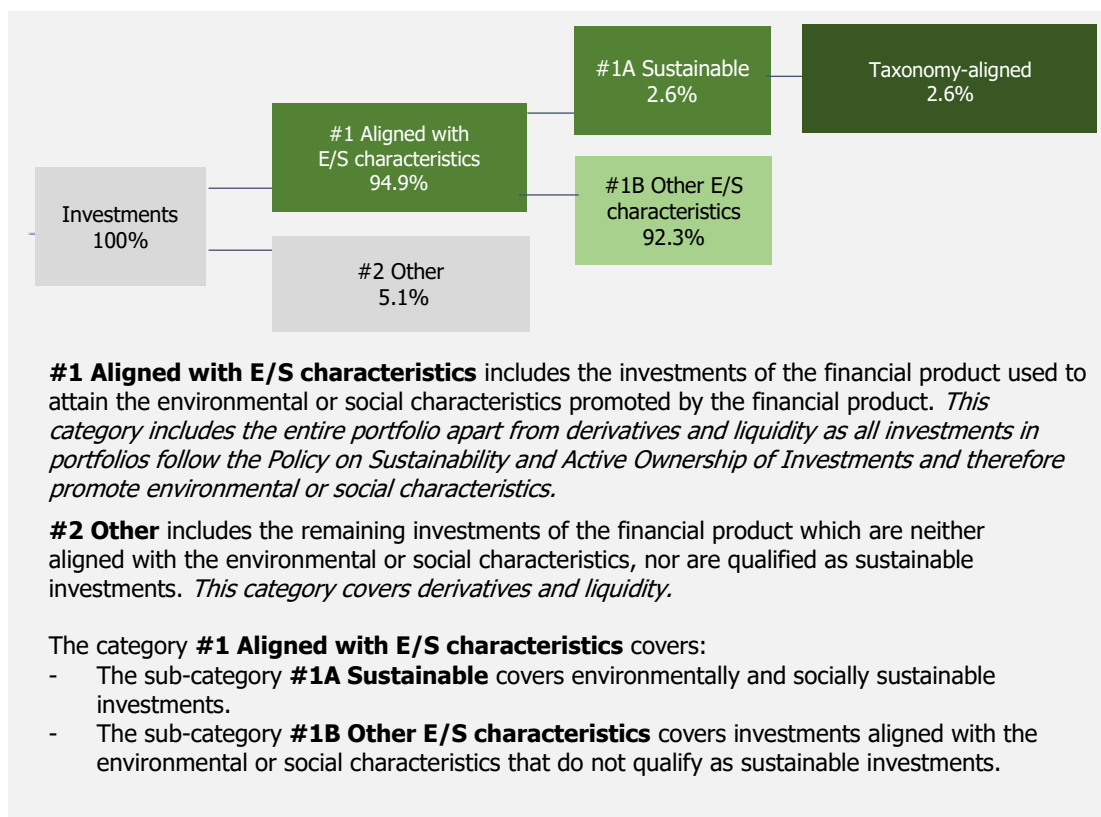 #1A Sustainable
2.6%
Taxonomy-aligned
2.6%
#1 Aligned with
E/S characteristics
94.9%
#1B Other E/S
characteristics
92.3%
Investments
100%
#2 Other
5.1%
#1 Aligned with E/S characteristics includes the investments of the financial product used to
attain the environmental or social characteristics promoted by the financial product. This
category includes the entire portfolio apart from derivatives and liquidity as all investments in
portfolios follow the Policy on Sustainability and Active Ownership of Investments and therefore
promote environmental or social characteristics.
#2 Other includes the remaining investments of the financial product which are neither
aligned with the environmental or social characteristics, nor are qualified as sustainable
investments. This category covers derivatives and liquidity.
The category #1 Aligned with E/S characteristics covers:
- The sub-category #1A Sustainable covers environmentally and socially sustainable
investments.
- The sub-category #1B Other E/S characteristics covers investments aligned with the
environmental or social characteristics that do not qualify as sustainable investments.